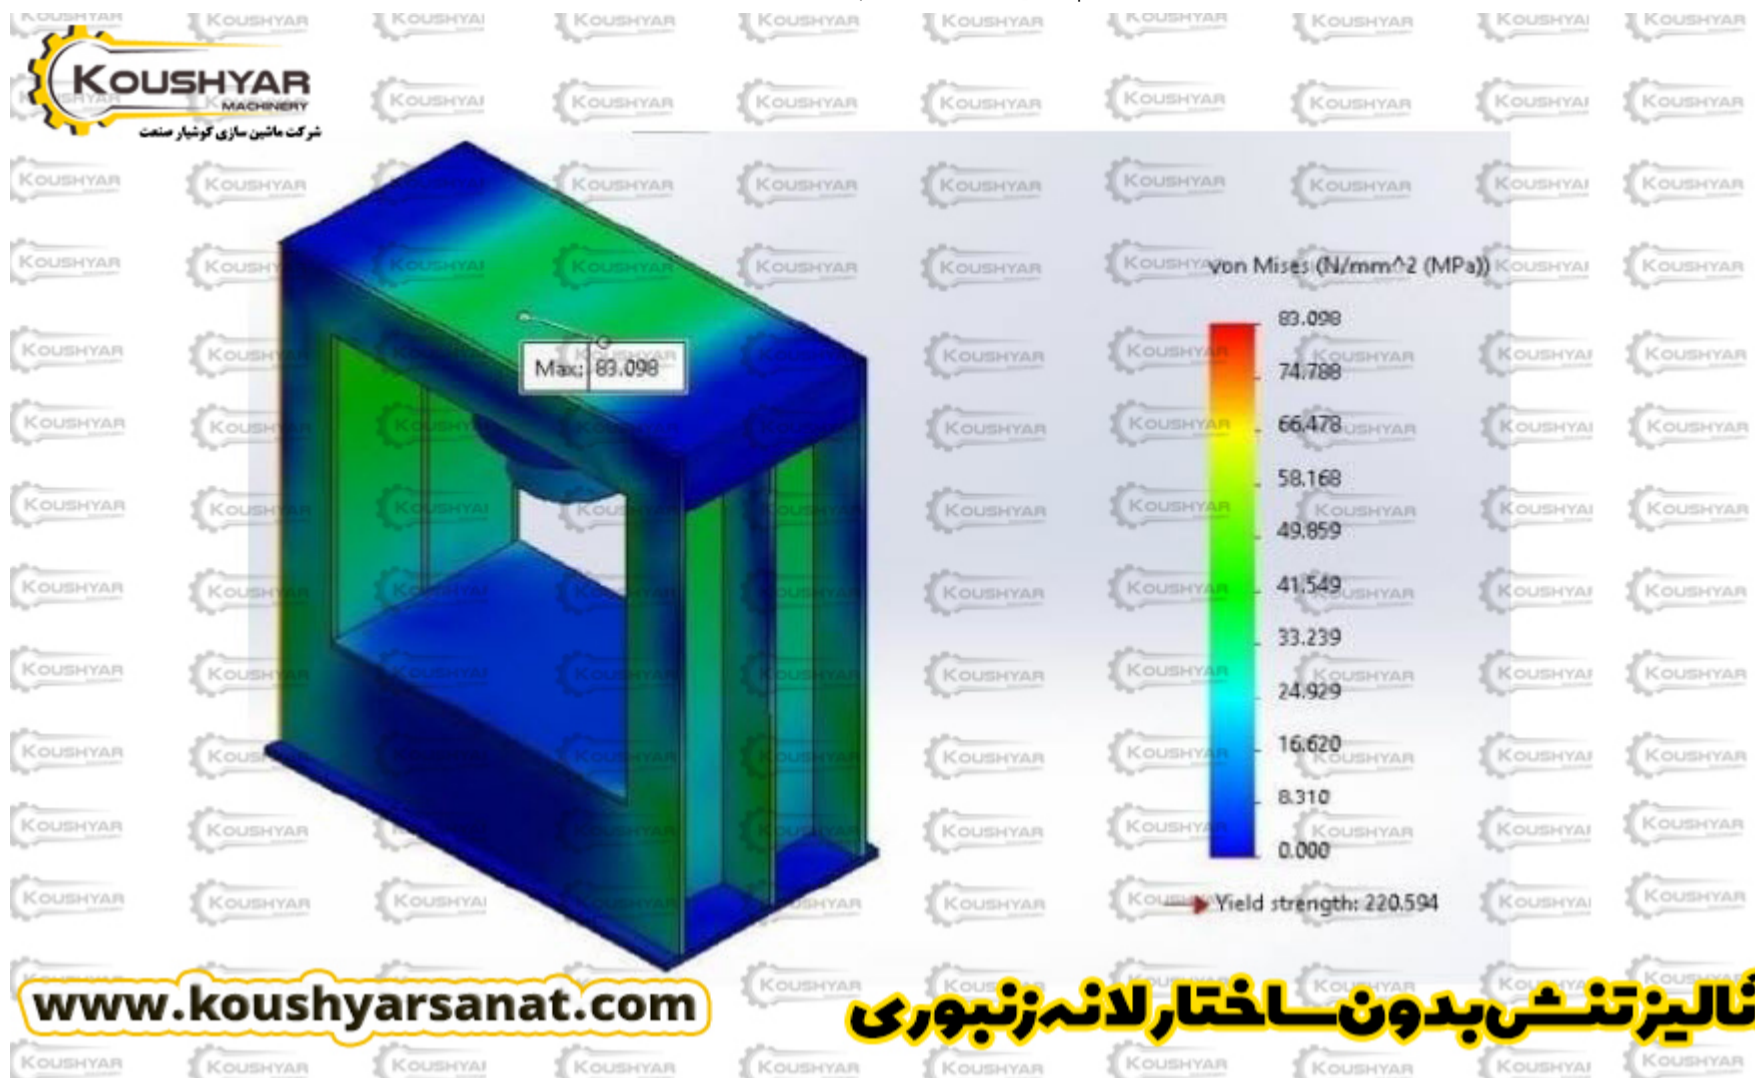 KOUSHYAR
MACHINERY
شرکت ماشین سازی کوشیار صنعت
von Mises (N/mm^2 (MPa))
83.098
74.788
66.478
58.168
49.859
41.549
33.239
24.929
16.620
8.310
0.000
Max: 83.098
Yield strength: 220.594
www.koushyarsanat.com
نالیز تنش بدون ساختار لانه زنبوری